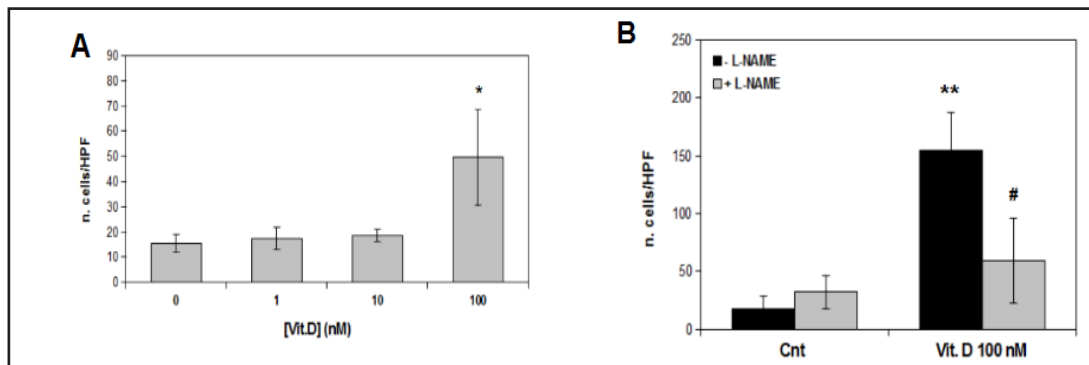 A
90
80
70
60
50
40
30
20
10
0
n. cells/HPF
*
0 1 10 100
[Vit.D] (nM)
B
250
200
150
100
50
0
n. cells/HPF
- L-NAME
+ L-NAME
**
#
Cnt Vit. D 100 nM